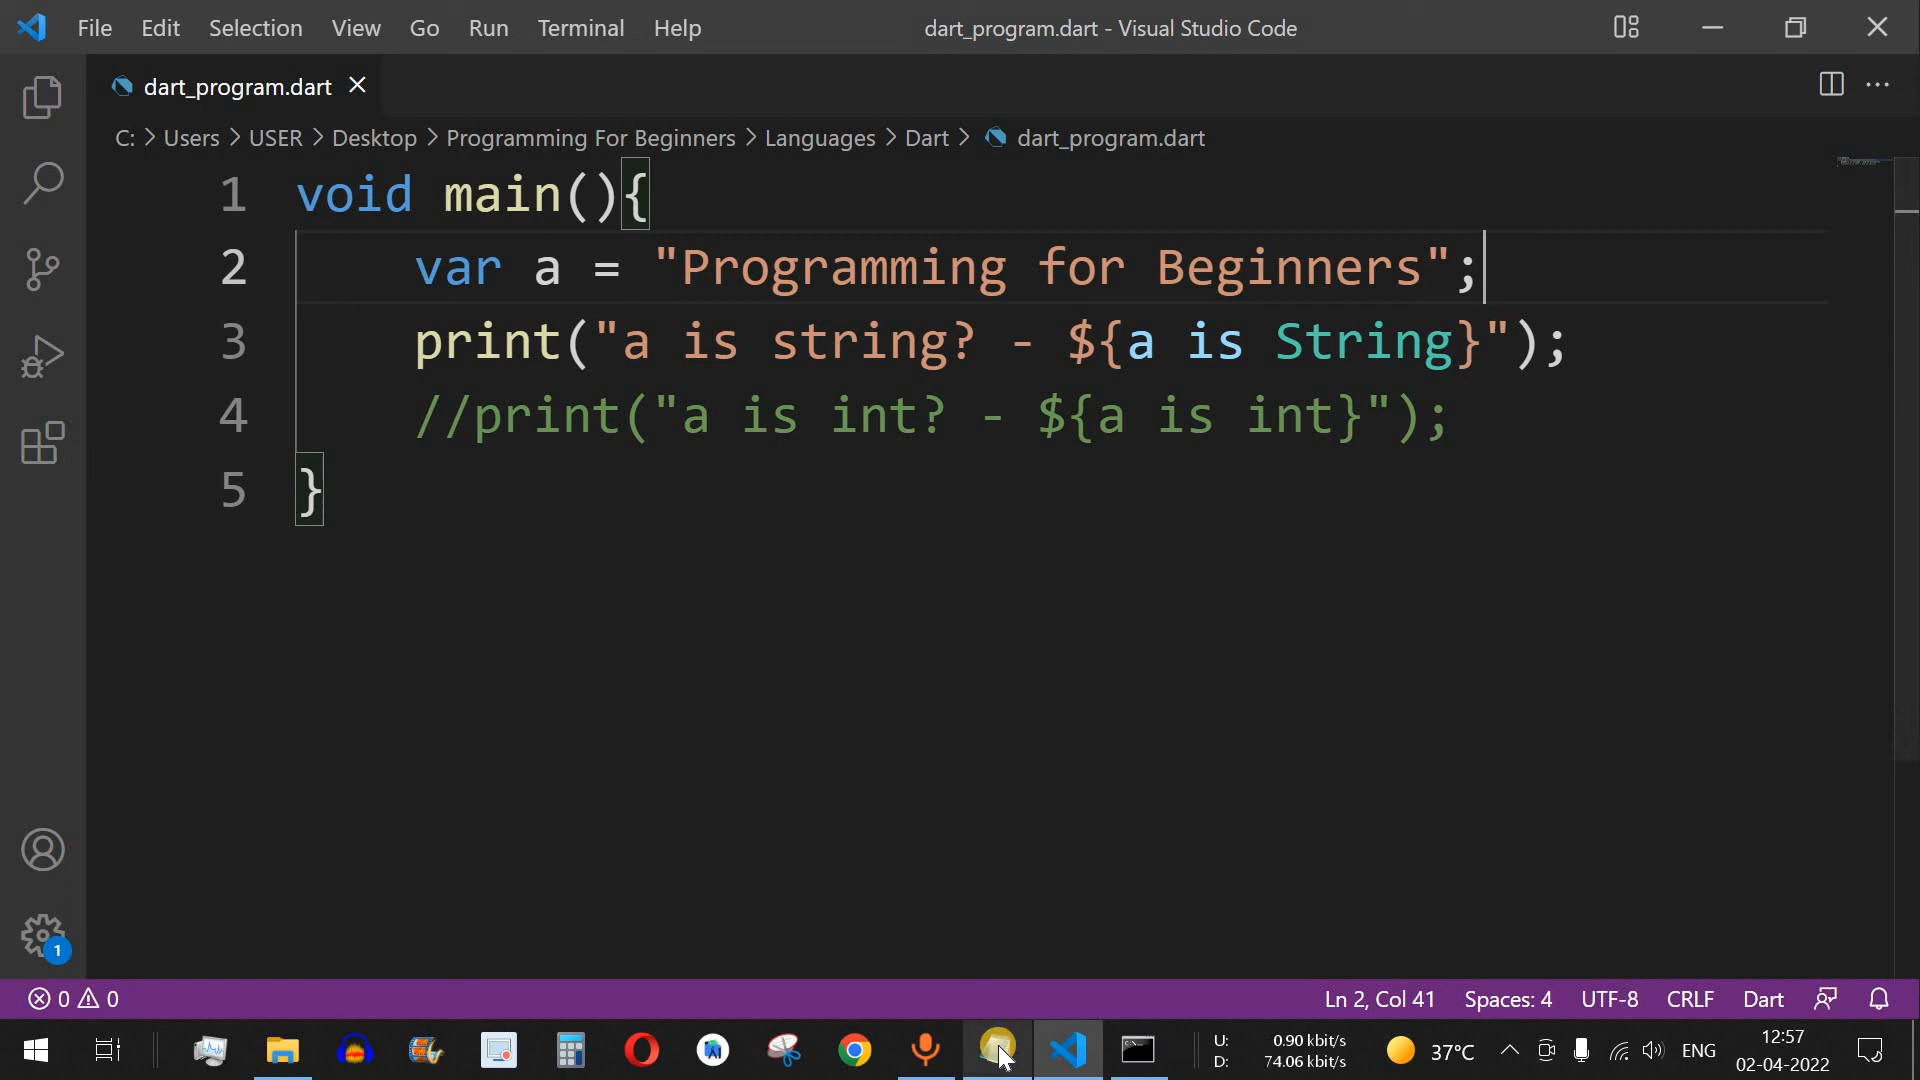 File Edit Selection View Go Run Terminal Help dart_program.dart - Visual Studio Code
dart_program.dart
C: > Users > USER > Desktop > Programming For Beginners > Languages > Dart > dart_program.dart
1 void main(){
2 var a = "Programming for Beginners";
3 print("a is string? - ${a is String}");
4 //print("a is int? - ${a is int}");
5 }
1
0 0 Ln 2, Col 41 Spaces: 4 UTF-8 CRLF Dart
U: 0.90 kbit/s
D: 74.06 kbit/s
37°C ENG
12:57
02-04-2022